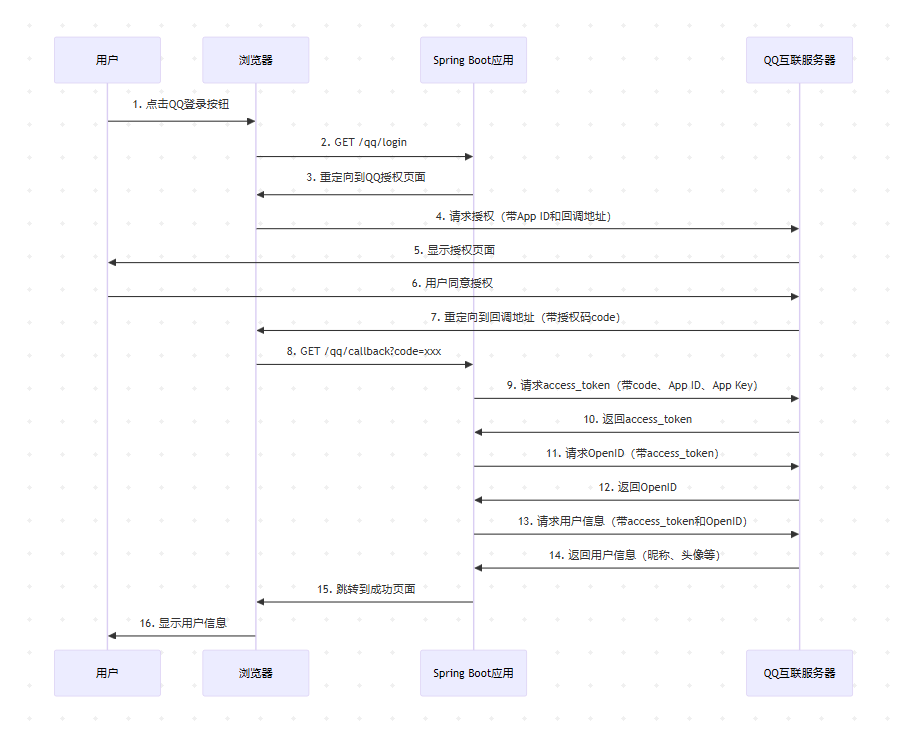 用户
浏览器
Spring Boot应用
QQ互联服务器
1. 点击QQ登录按钮
2. GET /qq/login
3. 重定向到QQ授权页面
4. 请求授权（带App ID和回调地址）
5. 显示授权页面
6. 用户同意授权
7. 重定向到回调地址（带授权码code）
8. GET /qq/callback?code=xxx
9. 请求access_token（带code、App ID、App Key）
10. 返回access_token
11. 请求OpenID（带access_token）
12. 返回OpenID
13. 请求用户信息（带access_token和OpenID）
14. 返回用户信息（昵称、头像等）
15. 跳转到成功页面
16. 显示用户信息
用户
浏览器
Spring Boot应用
QQ互联服务器